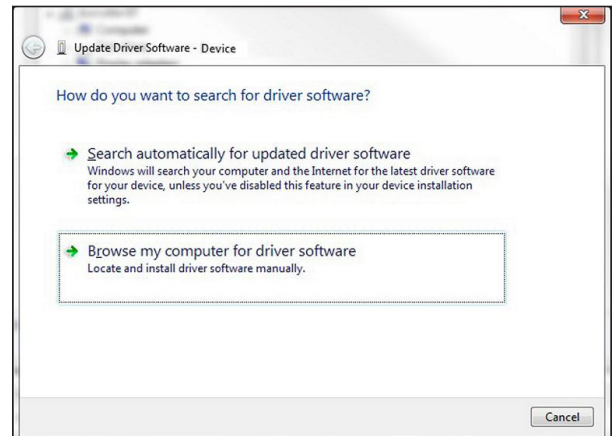 Computer
Update Driver Software - Device
How do you want to search for driver software?
Search automatically for updated driver software
Windows will search your computer and the Internet for the latest driver software
for your device, unless you've disabled this feature in your device installation
settings.
Browse my computer for driver software
Locate and install driver software manually.
Cancel